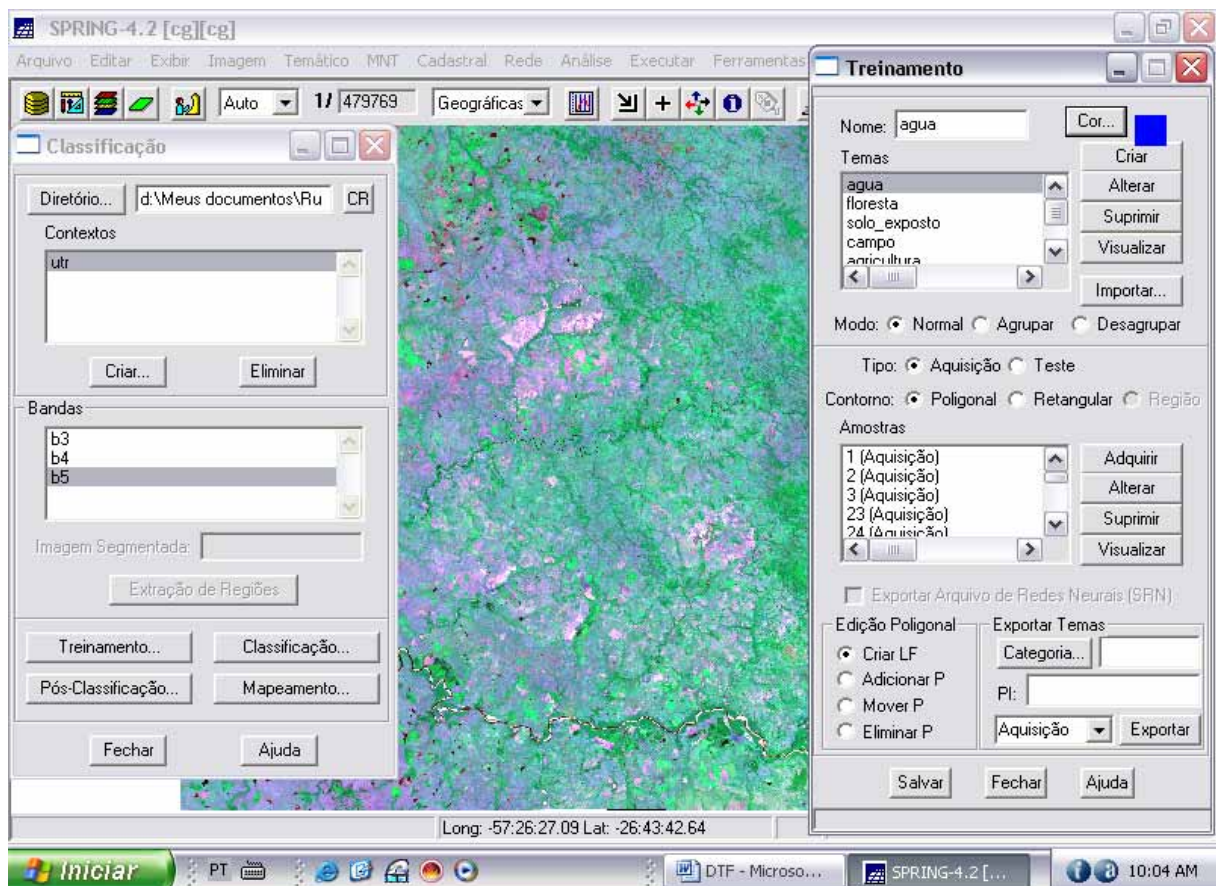 SPRING-4.2 [cg][cg]
Arquivo Editar Exibir Imagem Temático MNT Cadastral Rede Análise Executar Ferramentas
Auto 1/ 479769 Geográficas
Classificação
Diretório... d:\Meus documentos\Ru CR
Contextos
utr
Criar... Eliminar
Bandas
b3
b4
b5
Imagem Segmentada:
Extração de Regiões
Treinamento... Classificação...
Pós-Classificação... Mapeamento...
Fechar Ajuda
Treinamento
Nome: agua Cor...
Temas
agua
floresta
solo_exposto
campo
agricultura
Criar
Alterar
Suprimir
Visualizar
Importar...
Modo: Normal Agrupar Desagrupar
Tipo: Aquisição Teste
Contorno: Poligonal Retangular Região
Amostras
1 (Aquisição)
2 (Aquisição)
3 (Aquisição)
23 (Aquisição)
24 (Aquisição)
Adquirir
Alterar
Suprimir
Visualizar
Exportar Arquivo de Redes Neurais (SRN)
Edição Poligonal
Criar LF
Adicionar P
Mover P
Eliminar P
Exportar Temas
Categoria...
PI:
Aquisição Exportar
Salvar Fechar Ajuda
Long: -57:26:27.09 Lat: -26:43:42.64
Iniciar PT DTF - Microso... SPRING-4.2 [... 10:04 AM